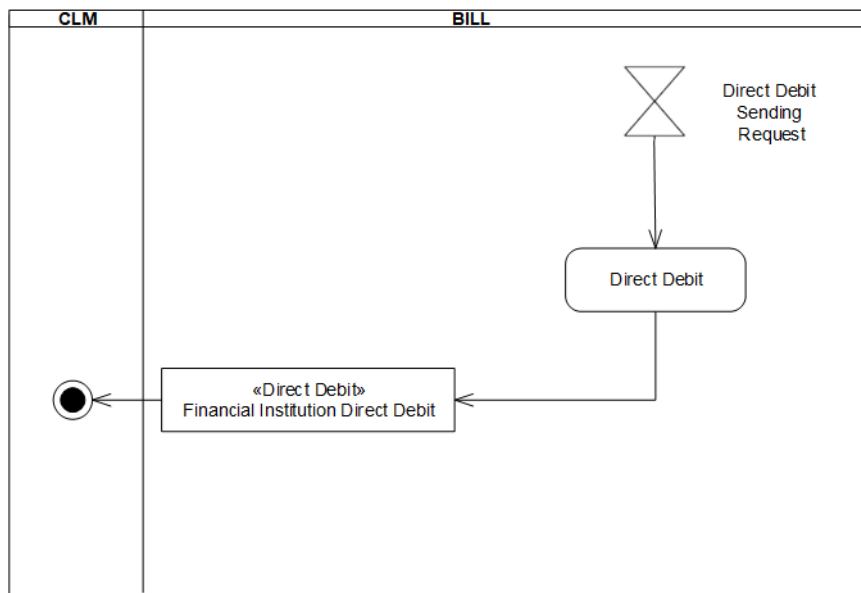 CLM
BILL
Direct Debit
Sending
Request
Direct Debit
«Direct Debit»
Financial Institution Direct Debit